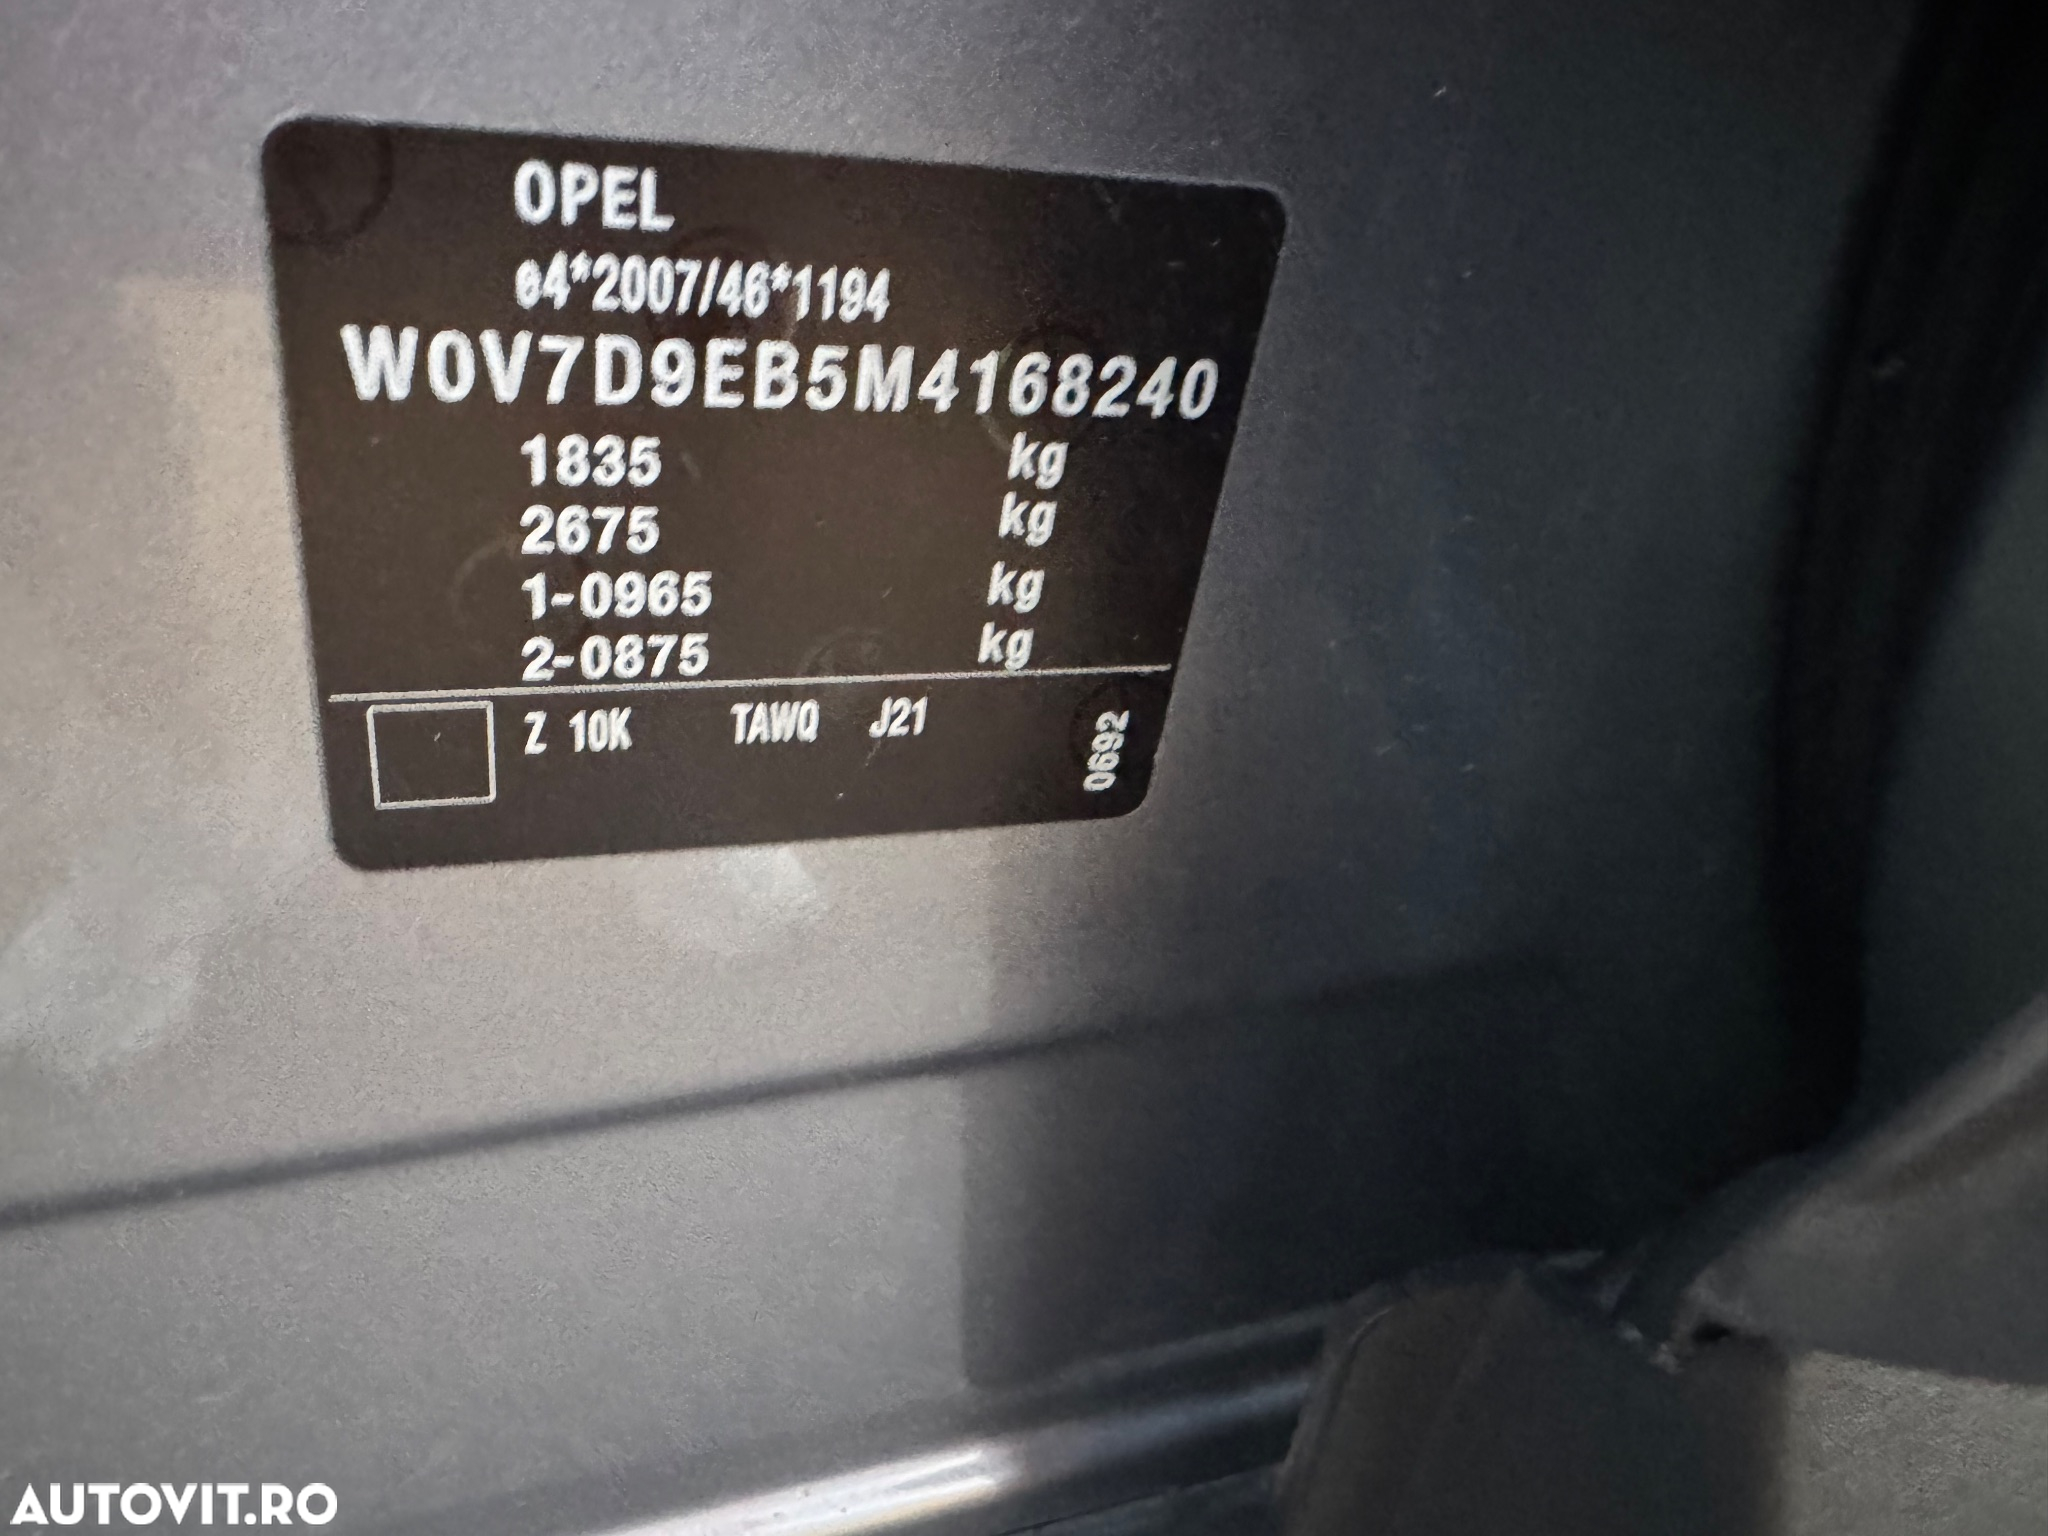 OPEL
e4*2007/46*1194
W0V7D9EB5M4168240
1835 kg
2675 kg
1-0965 kg
2-0875 kg
Z 10K TAWQ J21
0692
AUTOVIT.RO